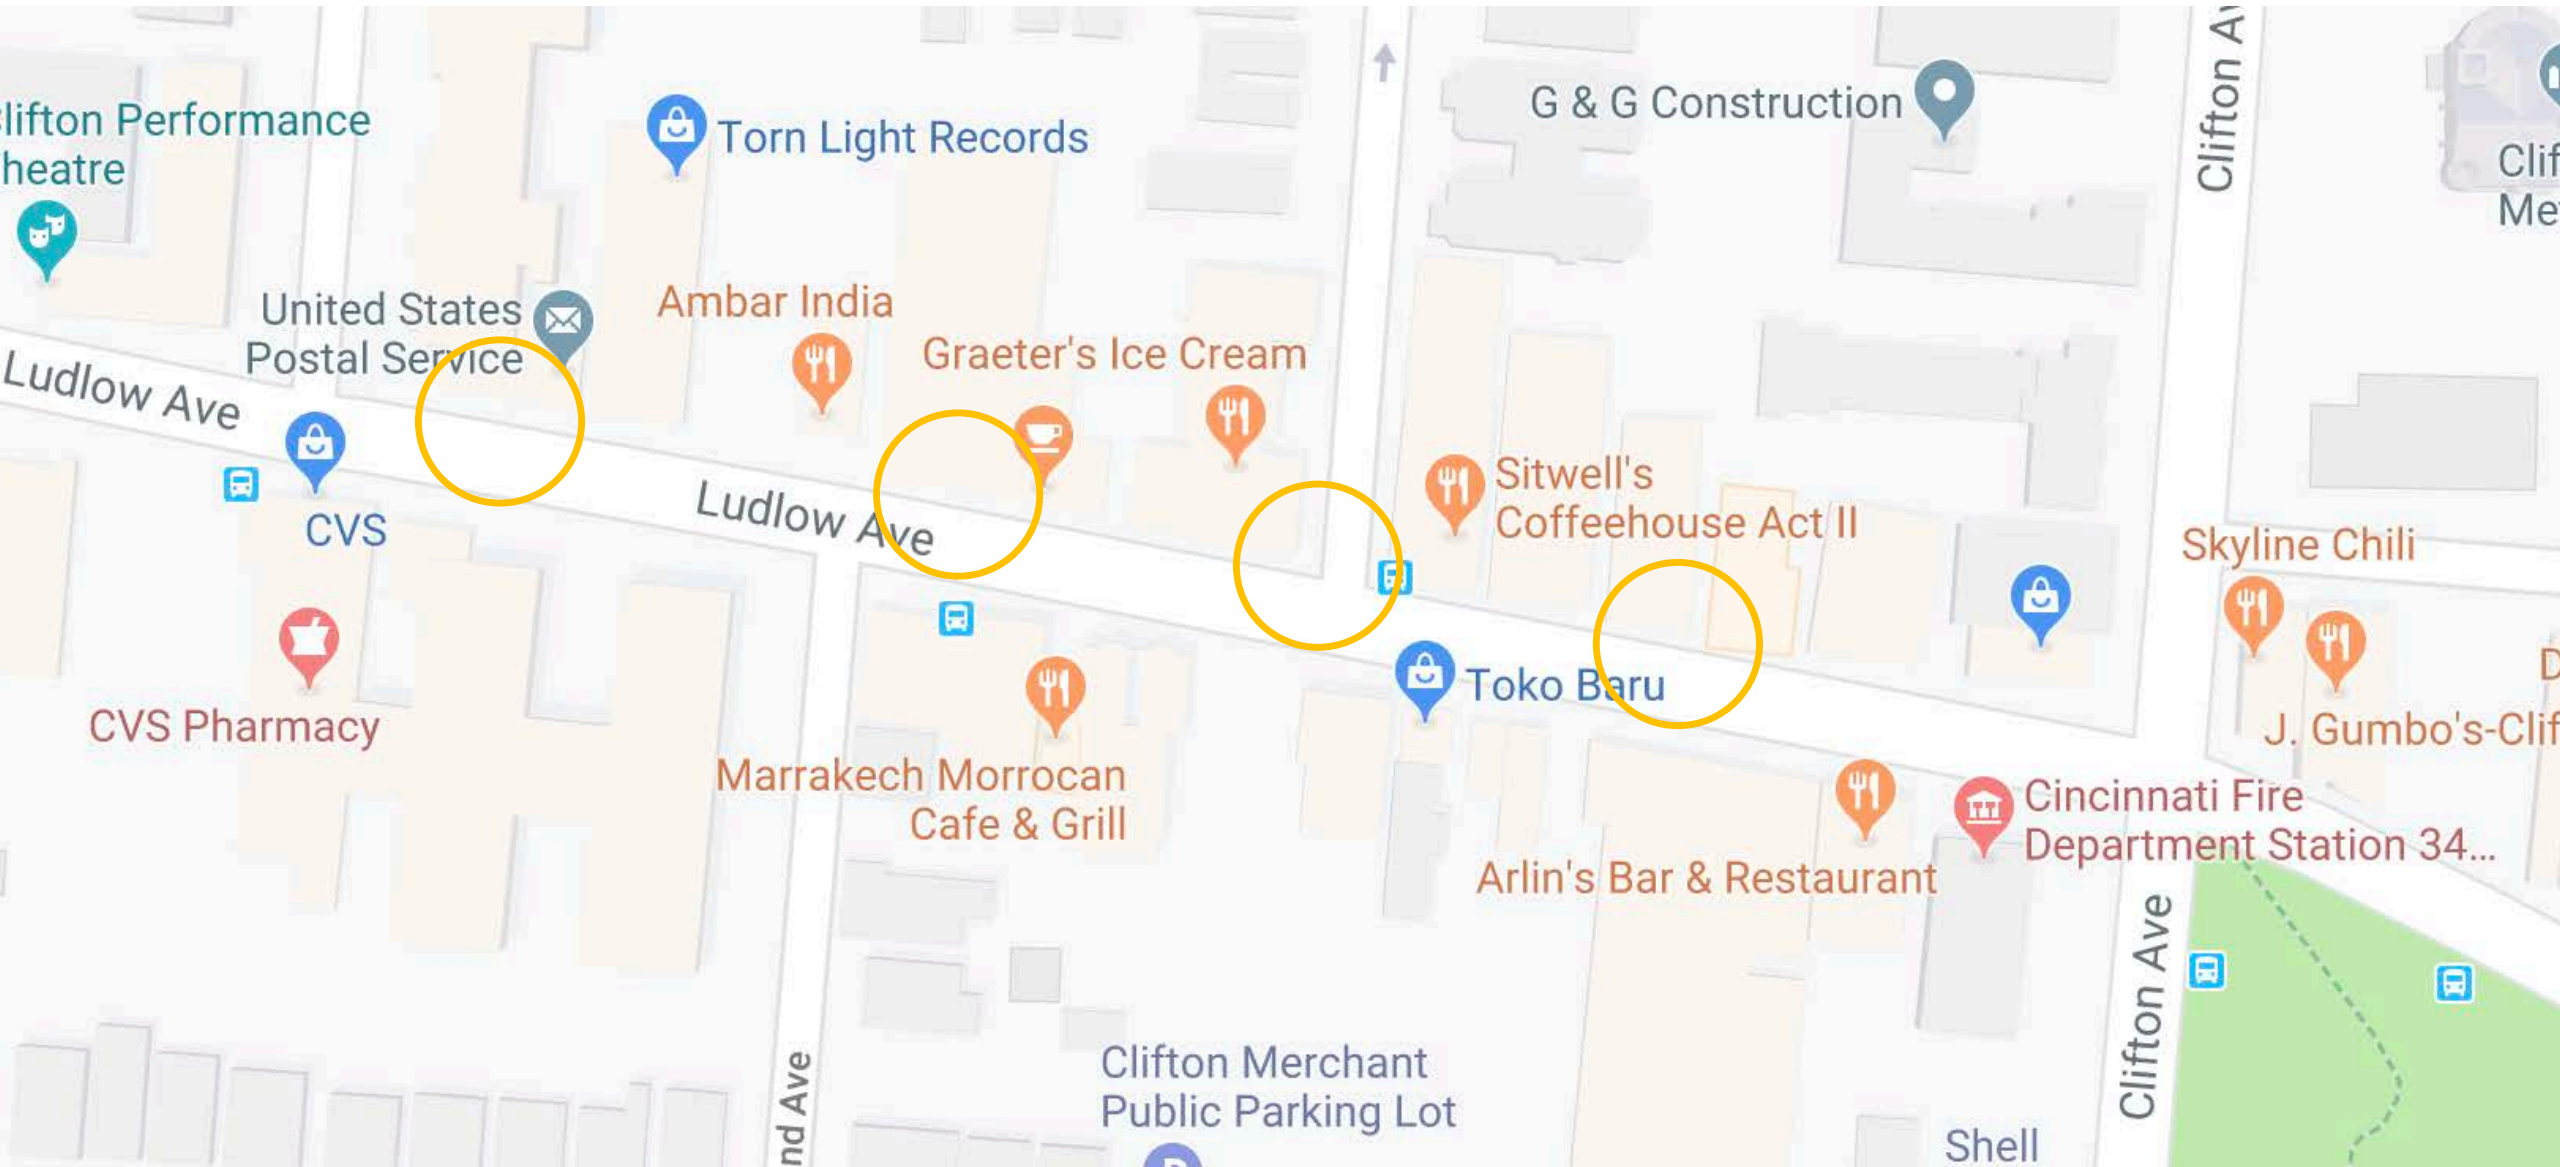 Clifton Av
lifton Performance
heatre
Torn Light Records
G & G Construction
Clif
Me
United States
Postal Service
Ambar India
Graeter's Ice Cream
Ludlow Ave
Ludlow Ave
CVS
Sitwell's
Coffeehouse Act II
Skyline Chili
Toko Baru
CVS Pharmacy
Marrakech Morrocan
Cafe & Grill
J. Gumbo's-Clif
D
Cincinnati Fire
Department Station 34...
Arlin's Bar & Restaurant
Clifton Ave
nd Ave
Clifton Merchant
Public Parking Lot
Shell